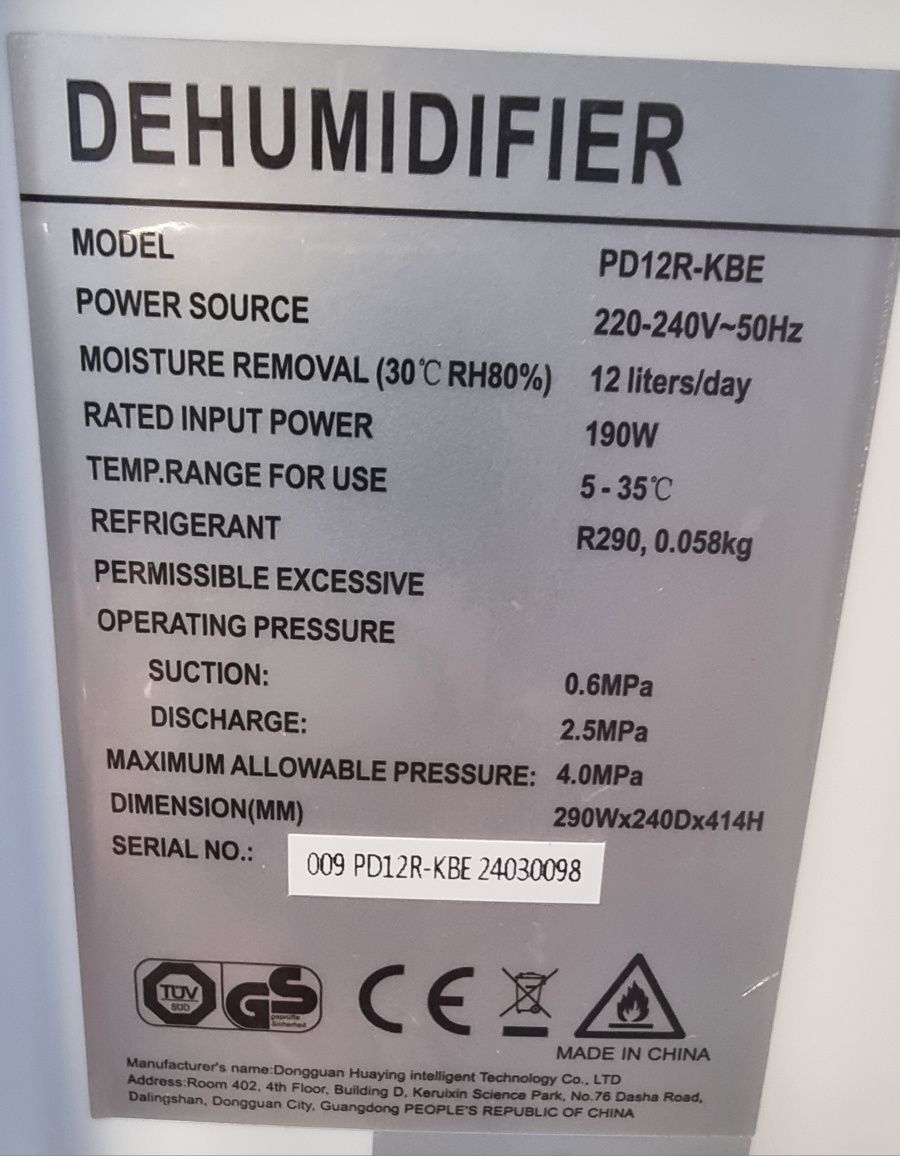 DEHUMIDIFIER
MODEL PD12R-KBE
POWER SOURCE 220-240V~50Hz
MOISTURE REMOVAL (30℃ RH80%) 12 liters/day
RATED INPUT POWER 190W
TEMP.RANGE FOR USE 5 - 35℃
REFRIGERANT R290, 0.058kg
PERMISSIBLE EXCESSIVE
OPERATING PRESSURE
SUCTION: 0.6MPa
DISCHARGE: 2.5MPa
MAXIMUM ALLOWABLE PRESSURE: 4.0MPa
DIMENSION(MM) 290Wx240Dx414H
SERIAL NO.: 009 PD12R-KBE 24030098
TÜV
SÜD
GS
geprüfte
Sicherheit
CE
MADE IN CHINA
Manufacturer's name:Dongguan Huaying intelligent Technology Co., LTD
Address:Room 402, 4th Floor, Building D, Keruixin Science Park, No.76 Dasha Road,
Dalingshan, Dongguan City, Guangdong PEOPLE'S REPUBLIC OF CHINA